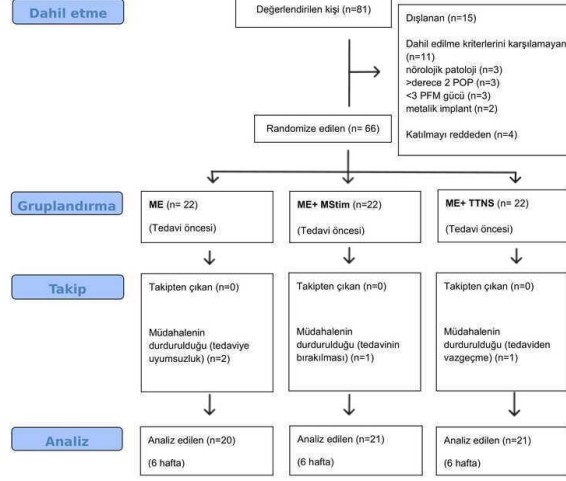 Dahil etme
Değerlendirilen kişi (n=81)
Dışlanan (n=15)
Dahil edilme kriterlerini karşılamayan
(n=11)
nörolojik patoloji (n=3)
>derece 2 POP (n=3)
<3 PFM gücü (n=3)
metalik implant (n=2)
Katılmayı reddeden (n=4)
Randomize edilen (n= 66)
Gruplandırma
ME (n= 22)
(Tedavi öncesi)
ME+ MStim (n=22)
(Tedavi öncesi)
ME+ TTNS (n= 22)
(Tedavi öncesi)
Takip
Takipten çıkan (n=0)
Müdahalenin
durdurulduğu (tedaviye
uyumsuzluk) (n=2)
Takipten çıkan (n=0)
Müdahalenin
durdurulduğu (tedavinin
bırakılması) (n=1)
Takipten çıkan (n=0)
Müdahalenin
durdurulduğu (tedaviden
vazgeçme) (n=1)
Analiz
Analiz edilen (n=20)
(6 hafta)
Analiz edilen (n=21)
(6 hafta)
Analiz edilen (n=21)
(6 hafta)